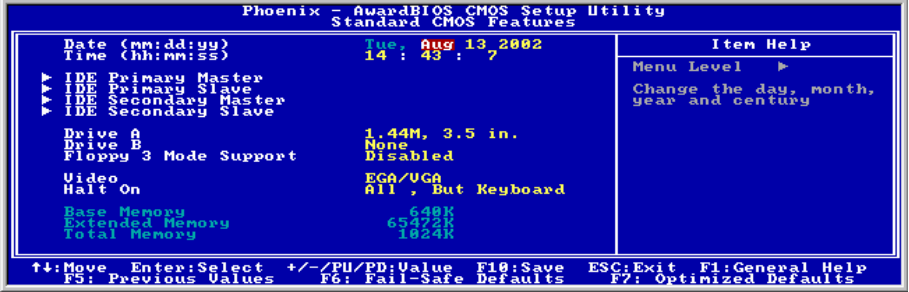 Phoenix - AwardBIOS CMOS Setup Utility
Standard CMOS Features
Date (mm:dd:yy) Tue, Aug 13 2002
Time (hh:mm:ss) 14 : 43 : 7
► IDE Primary Master
► IDE Primary Slave
► IDE Secondary Master
► IDE Secondary Slave
Drive A 1.44M, 3.5 in.
Drive B None
Floppy 3 Mode Support Disabled
Video EGA/VGA
Halt On All , But Keyboard
Base Memory 640K
Extended Memory 65472K
Total Memory 1024K
Item Help
Menu Level ►
Change the day, month,
year and century
↑↓:Move Enter:Select +/-/PU/PD:Value F10:Save ESC:Exit F1:General Help
F5: Previous Values F6: Fail-Safe Defaults F7: Optimized Defaults